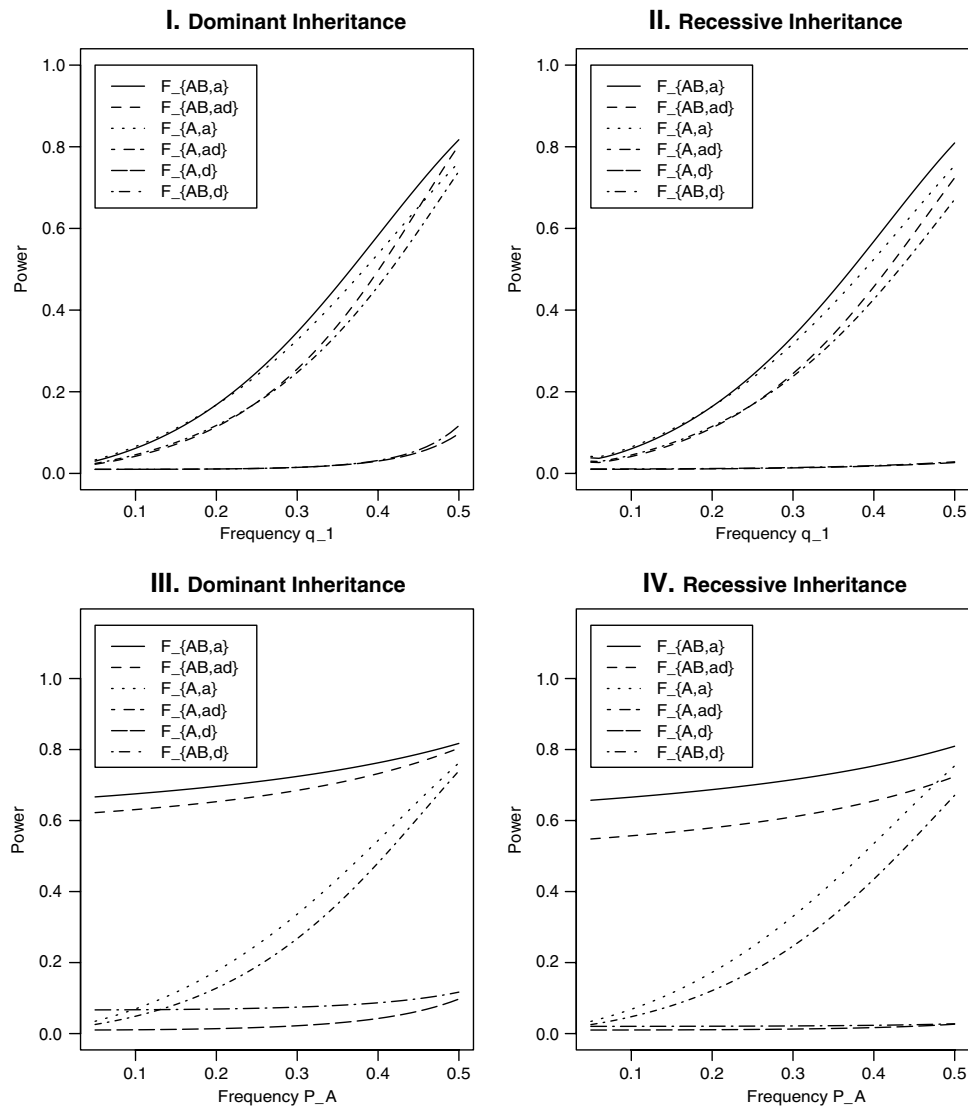 I. Dominant Inheritance
1.0
0.8
0.6
0.4
0.2
0.0
Power
F_{AB,a}
F_{AB,ad}
F_{A,a}
F_{A,ad}
F_{A,d}
F_{AB,d}
0.1 0.2 0.3 0.4 0.5
Frequency q_1
II. Recessive Inheritance
1.0
0.8
0.6
0.4
0.2
0.0
Power
F_{AB,a}
F_{AB,ad}
F_{A,a}
F_{A,ad}
F_{A,d}
F_{AB,d}
0.1 0.2 0.3 0.4 0.5
Frequency q_1
III. Dominant Inheritance
1.0
0.8
0.6
0.4
0.2
0.0
Power
F_{AB,a}
F_{AB,ad}
F_{A,a}
F_{A,ad}
F_{A,d}
F_{AB,d}
0.1 0.2 0.3 0.4 0.5
Frequency P_A
IV. Recessive Inheritance
1.0
0.8
0.6
0.4
0.2
0.0
Power
F_{AB,a}
F_{AB,ad}
F_{A,a}
F_{A,ad}
F_{A,d}
F_{AB,d}
0.1 0.2 0.3 0.4 0.5
Frequency P_A